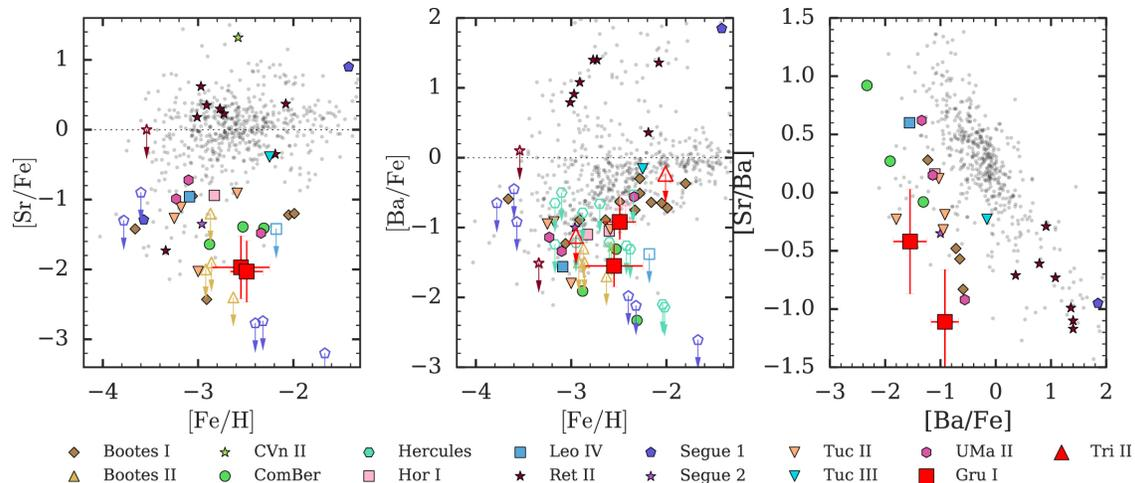 2
1.5
1
1
1.0
0
0
0.5
−1
−1
0.0
−0.5
−2
−2
−1.0
−3
−3
−1.5
[Sr/Fe]
[Ba/Fe]
[Sr/Ba]
−4 −3 −2
−4 −3 −2
−3 −2 −1 0 1 2
[Fe/H] [Fe/H] [Ba/Fe]
Bootes I CVn II Hercules Leo IV Segue 1 Tuc II UMa II Tri II
Bootes II ComBer Hor I Ret II Segue 2 Tuc III Gru I